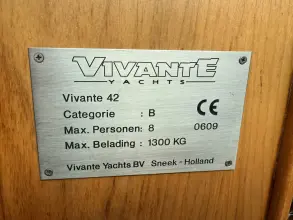 VIVANTE
YACHTS
Vivante 42
Categorie : B CE
Max. Personen: 8 0609
Max. Belading : 1300 KG
Vivante Yachts BV Sneek - Holland